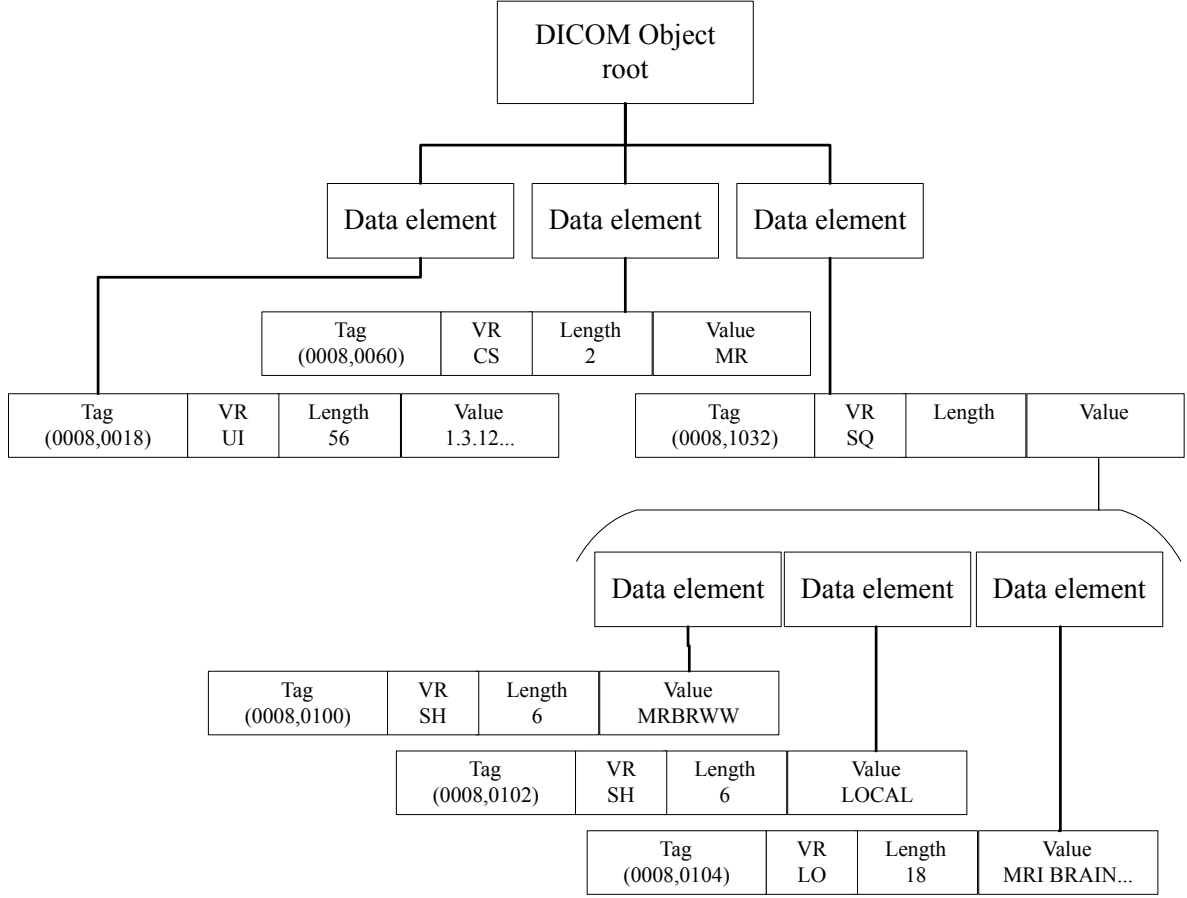 DICOM Object
root
Data element
Data element
Data element
Tag
(0008,0060)
VR
CS
Length
2
Value
MR
Tag
(0008,0018)
VR
UI
Length
56
Value
1.3.12...
Tag
(0008,1032)
VR
SQ
Length
Value
Data element
Data element
Data element
Tag
(0008,0100)
VR
SH
Length
6
Value
MRBRWW
Tag
(0008,0102)
VR
SH
Length
6
Value
LOCAL
Tag
(0008,0104)
VR
LO
Length
18
Value
MRI BRAIN...